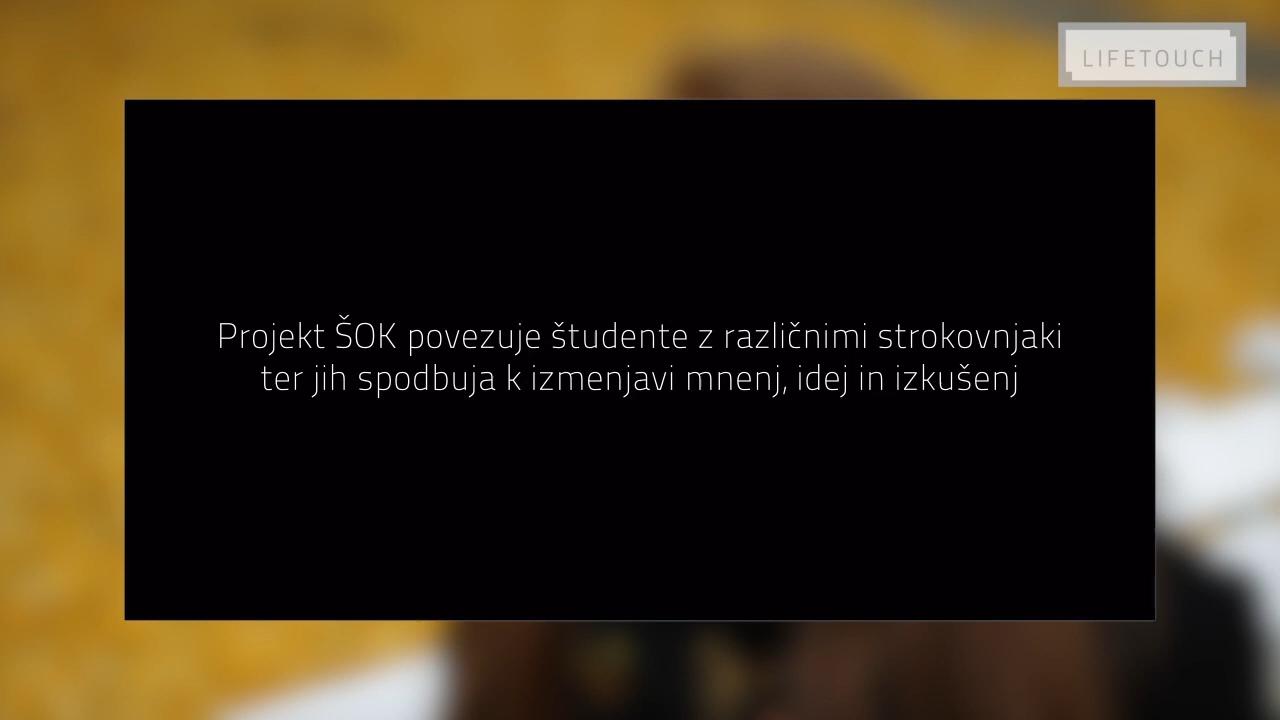 LIFETOUCH
Projekt ŠOK povezuje študente z različnimi strokovnjaki
ter jih spodbuja k izmenjavi mnenj, idej in izkušenj